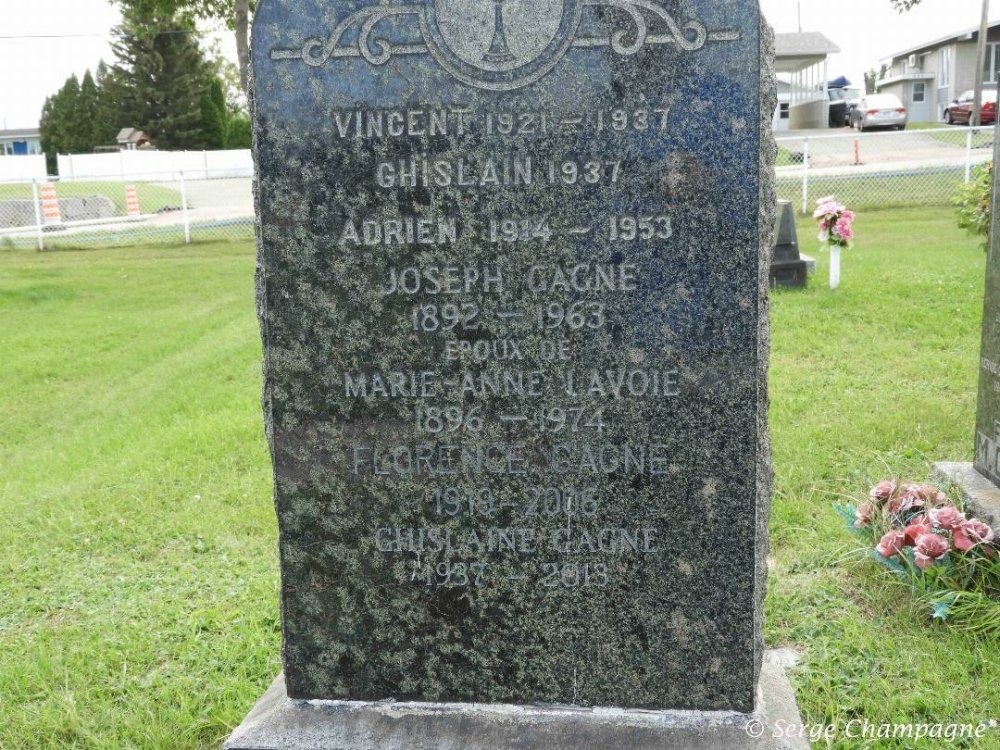 VINCENT 1921 – 1937
GHISLAIN 1937
ADRIEN 1914 – 1953
JOSEPH GAGNE
1892 – 1963
EPOUX DE
MARIE-ANNE LAVOIE
1896 – 1974
FLORENCE GAGNE
1919 - 2006
GHISLAINE GAGNE
1937 – 2013
© Serge Champagne*